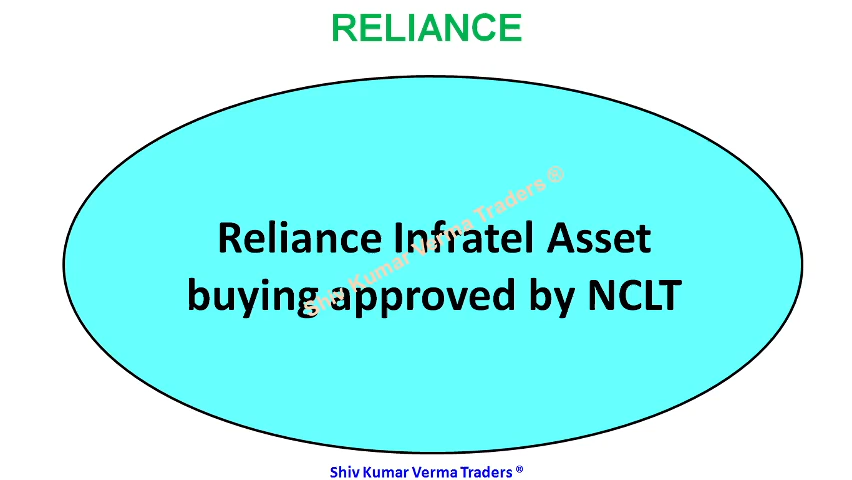 RELIANCE
Reliance Infratel Asset
buying approved by NCLT
Shiv Kumar Verma Traders ®
Shiv Kumar Verma Traders ®